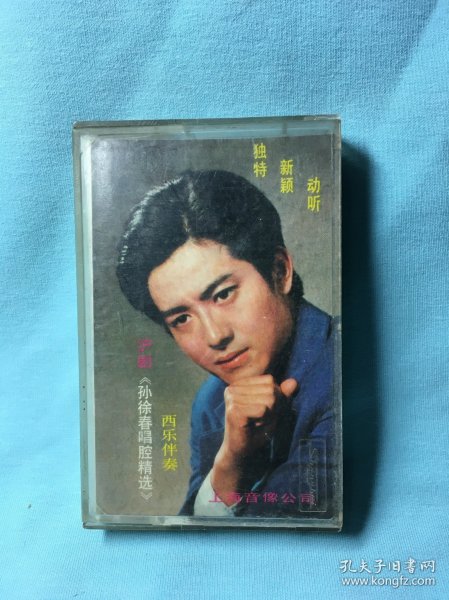 独特
新颖
动听
沪剧
《孙徐春唱腔精选》
西乐伴奏
上海音像公司
孔夫子旧书网
www.kongfz.com